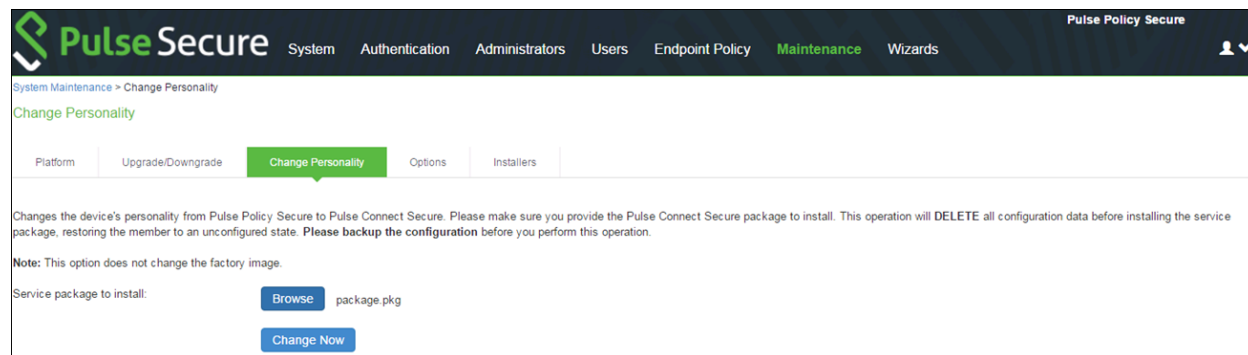 Pulse Policy Secure
Pulse Secure System Authentication Administrators Users Endpoint Policy Maintenance Wizards
System Maintenance > Change Personality
Change Personality
Platform Upgrade/Downgrade Change Personality Options Installers
Changes the device's personality from Pulse Policy Secure to Pulse Connect Secure. Please make sure you provide the Pulse Connect Secure package to install. This operation will DELETE all configuration data before installing the service
package, restoring the member to an unconfigured state. Please backup the configuration before you perform this operation.
Note: This option does not change the factory image.
Service package to install: Browse package.pkg
Change Now